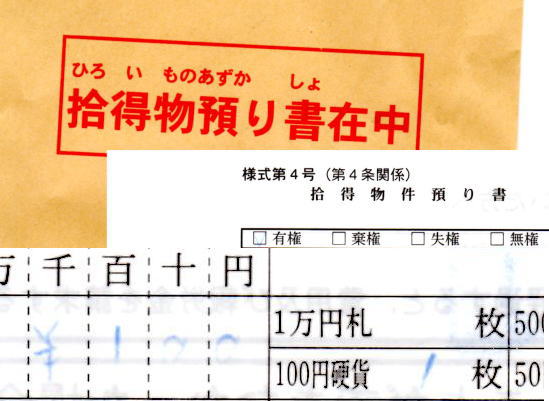 ひろ い ものあずか しょ
拾得物預り書在中
様式第4号（第4条関係）
拾得物件預り書
☑有権 □棄権 □失権 □無権
万千百十円
¥100
1万円札 枚 500
100円硬貨 1枚 50